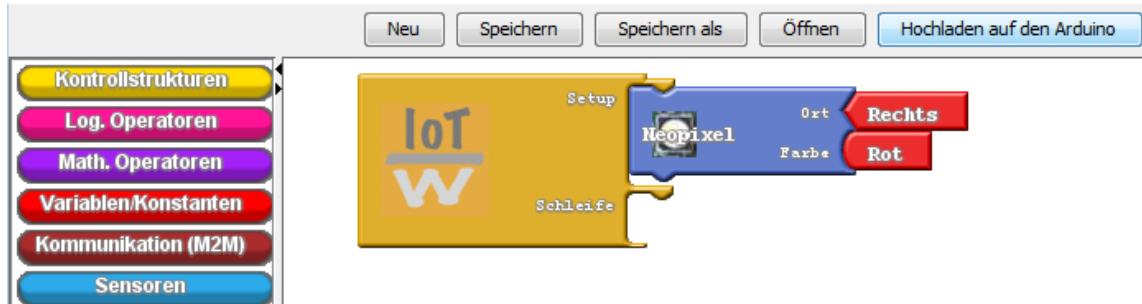 Neu Speichern Speichern als Öffnen Hochladen auf den Arduino
Kontrollstrukturen
Log. Operatoren
Math. Operatoren
Variablen/Konstanten
Kommunikation (M2M)
Sensoren
IoT
W
Setup
Schleife
Neopixel
Ort
Rechts
Farbe
Rot